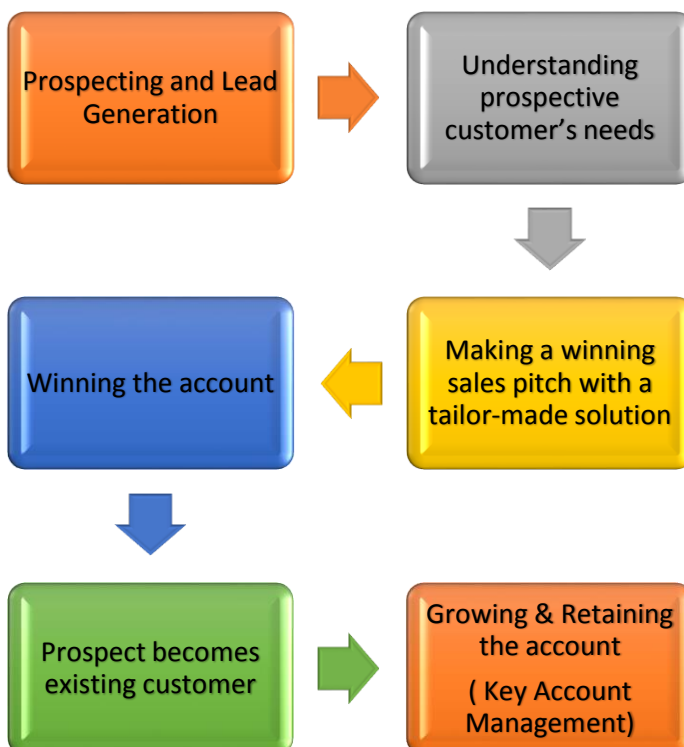 Prospecting and Lead
Generation
Understanding
prospective
customer’s needs
Making a winning
sales pitch with a
tailor-made solution
Winning the account
Prospect becomes
existing customer
Growing & Retaining
the account
( Key Account
Management)